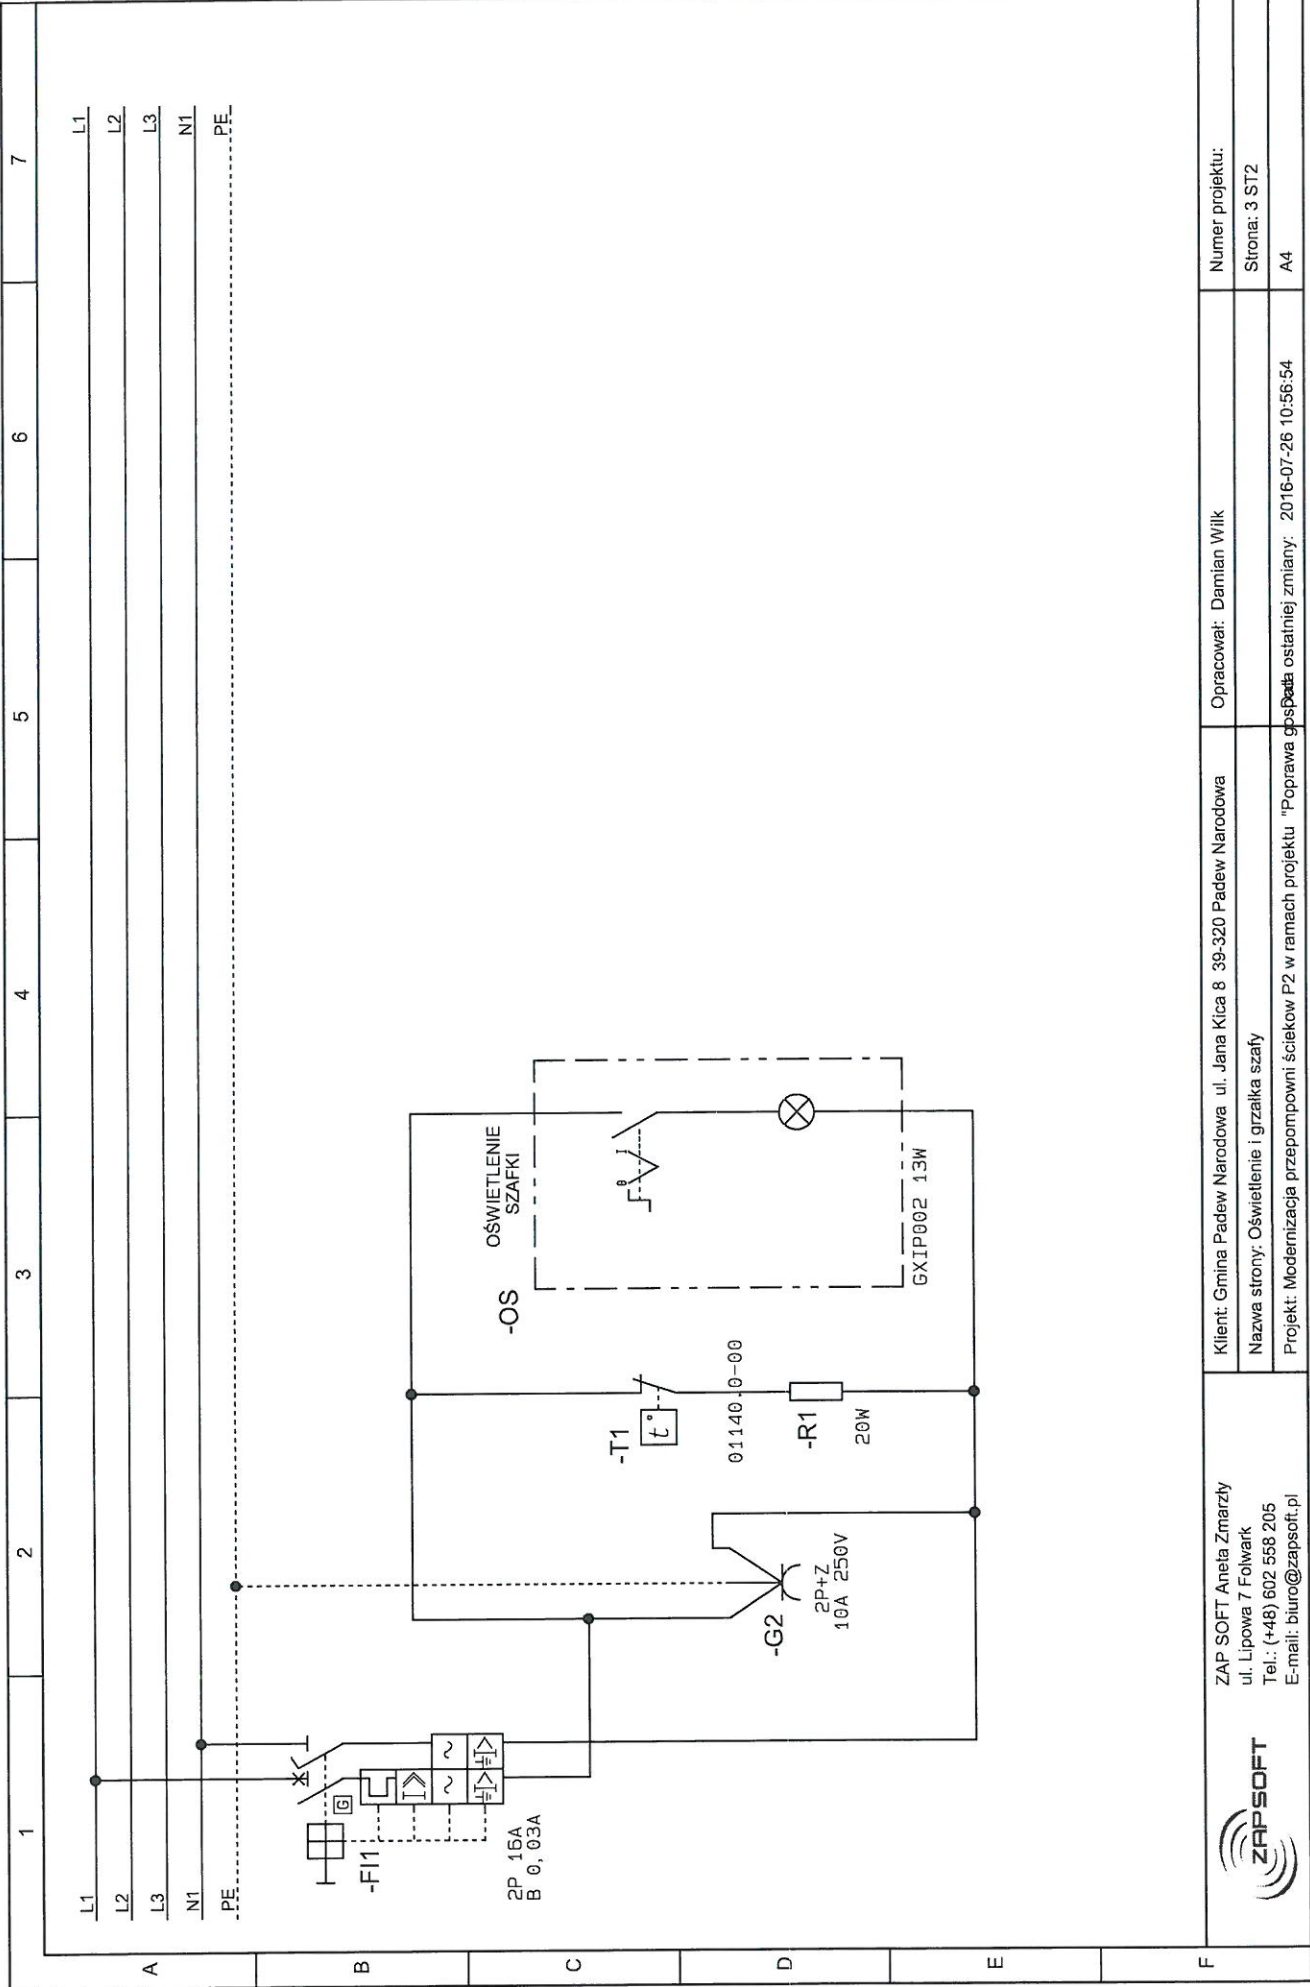 1
2
3
4
5
6
7
A
B
C
D
E
F
L1
L2
L3
N1
PE
L1
L2
L3
N1
PE
-FI1
G
I
~
~
I
I
2P 16A
B 0,03A
-G2
2P+Z
10A 250V
-T1
t°
01140.0-00
-R1
20W
-OS
OŚWIETLENIE
SZAFKI
0
I
GXIP002 13W
ZAPSOFT
ZAP SOFT Aneta Zmarzły
ul. Lipowa 7 Folwark
Tel.: (+48) 602 558 205
E-mail: biuro@zapsoft.pl
Klient: Gmina Padew Narodowa ul. Jana Kica 8 39-320 Padew Narodowa
Opracował: Damian Wilk
Numer projektu:
Nazwa strony: Oświetlenie i grzałka szafy
Strona: 3 ST2
Projekt: Modernizacja przepompowni ścieków P2 w ramach projektu "Poprawa
ostatniej zmiany: 2016-07-26 10:56:54
A4